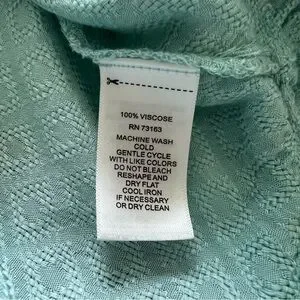 100% VISCOSE
RN 73163
MACHINE WASH
COLD
GENTLE CYCLE
WITH LIKE COLORS
DO NOT BLEACH
RESHAPE AND
DRY FLAT
COOL IRON
IF NECESSARY
OR DRY CLEAN